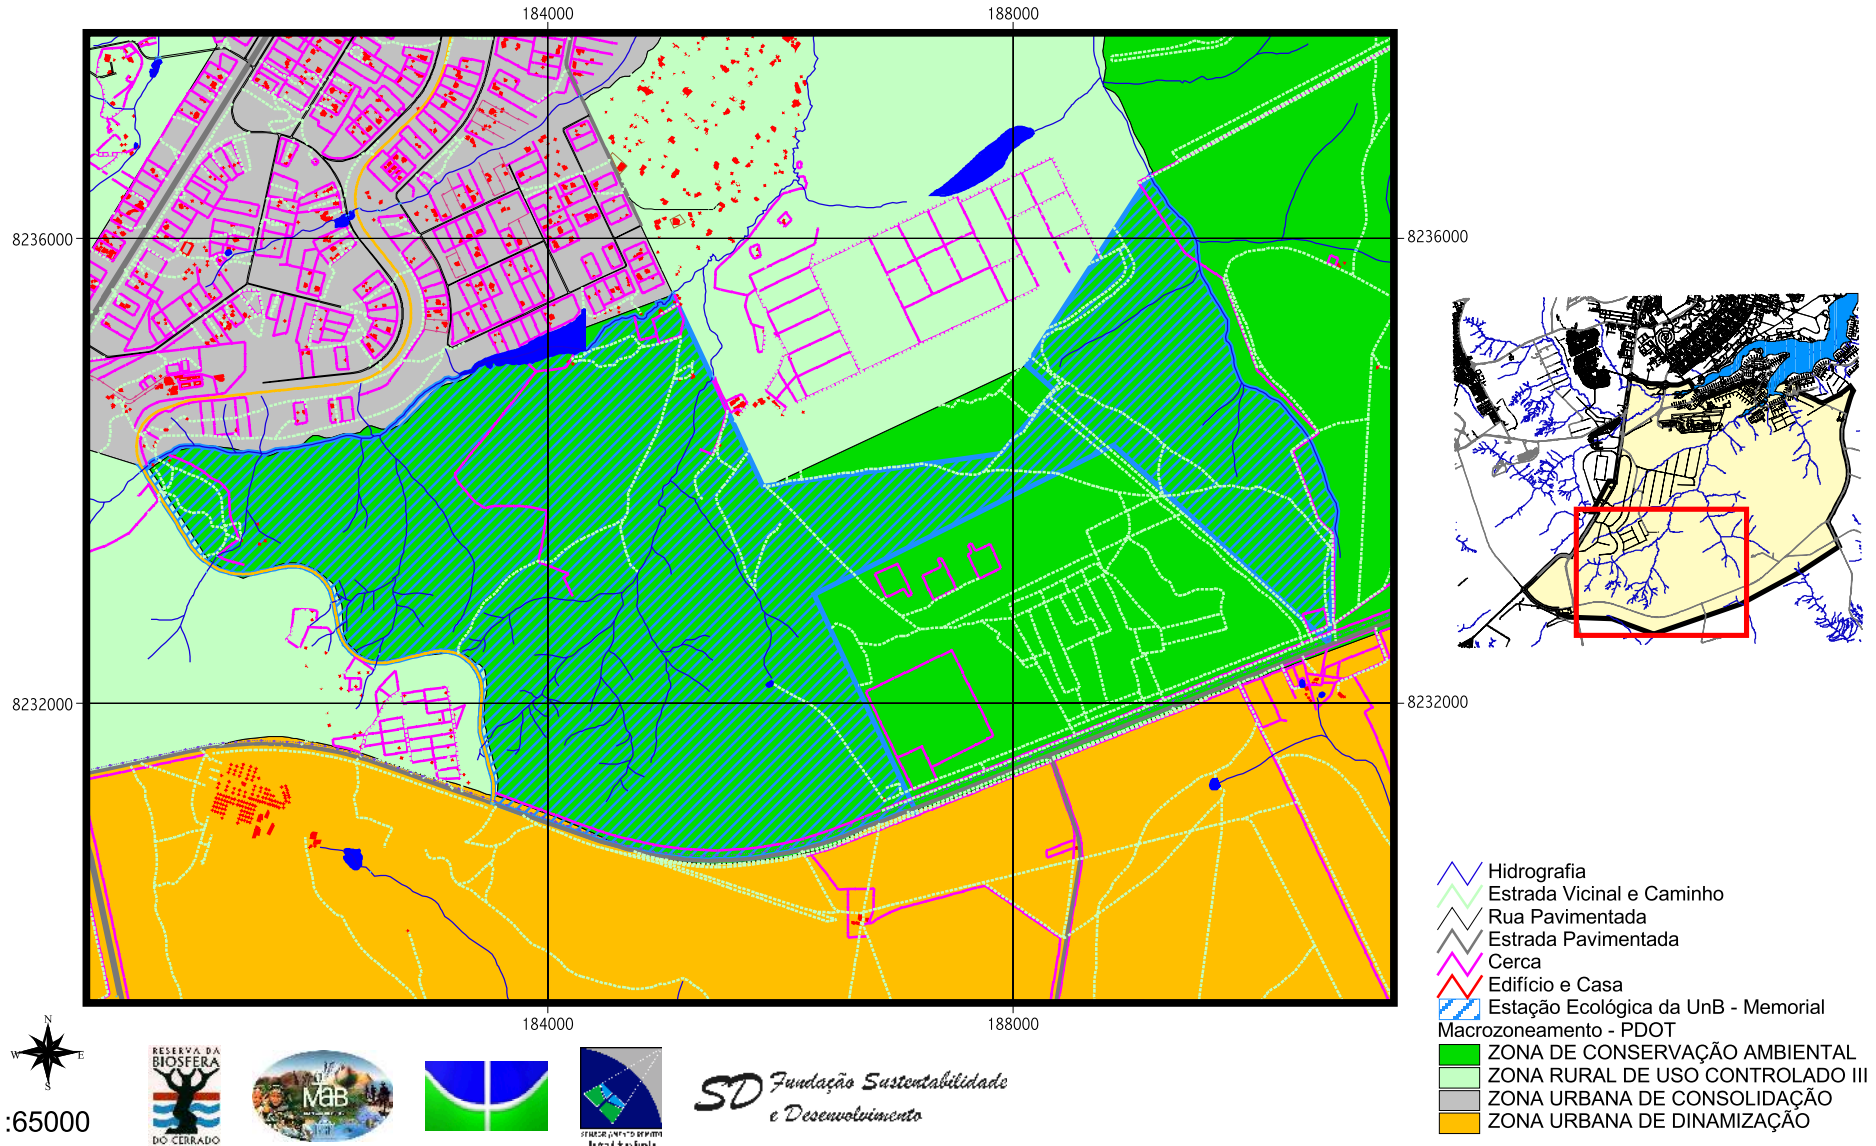 184000
188000
8236000
8236000
8232000
8232000
184000
188000
Hidrografia
Estrada Vicinal e Caminho
Rua Pavimentada
Estrada Pavimentada
Cerca
Edifício e Casa
Estação Ecológica da UnB - Memorial
Macrozoneamento - PDOT
ZONA DE CONSERVAÇÃO AMBIENTAL
ZONA RURAL DE USO CONTROLADO III
ZONA URBANA DE CONSOLIDAÇÃO
ZONA URBANA DE DINAMIZAÇÃO
N
W E
S
:65000
RESERVA DA
BIOSFERA
DO CERRADO
MaB
SD Fundação Sustentabilidade
e Desenvolvimento